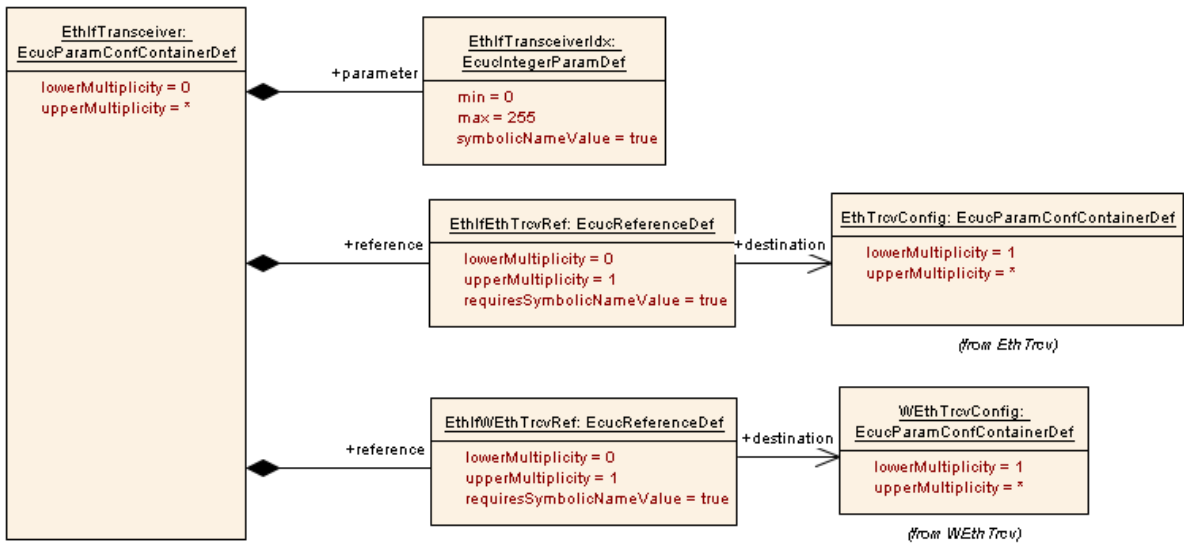 EthIfTransceiver:
EcucParamConfContainerDef
lowerMultiplicity = 0
upperMultiplicity = *
+parameter
EthIfTransceiverIdx:
EcucIntegerParamDef
min = 0
max = 255
symbolicNameValue = true
+reference
EthIfEthTrcvRef: EcucReferenceDef
lowerMultiplicity = 0
upperMultiplicity = 1
requiresSymbolicNameValue = true
+destination
EthTrcvConfig: EcucParamConfContainerDef
lowerMultiplicity = 1
upperMultiplicity = *
(from EthTrcv)
+reference
EthIfWEthTrcvRef: EcucReferenceDef
lowerMultiplicity = 0
upperMultiplicity = 1
requiresSymbolicNameValue = true
+destination
WEthTrcvConfig:
EcucParamConfContainerDef
lowerMultiplicity = 1
upperMultiplicity = *
(from WEthTrcv)